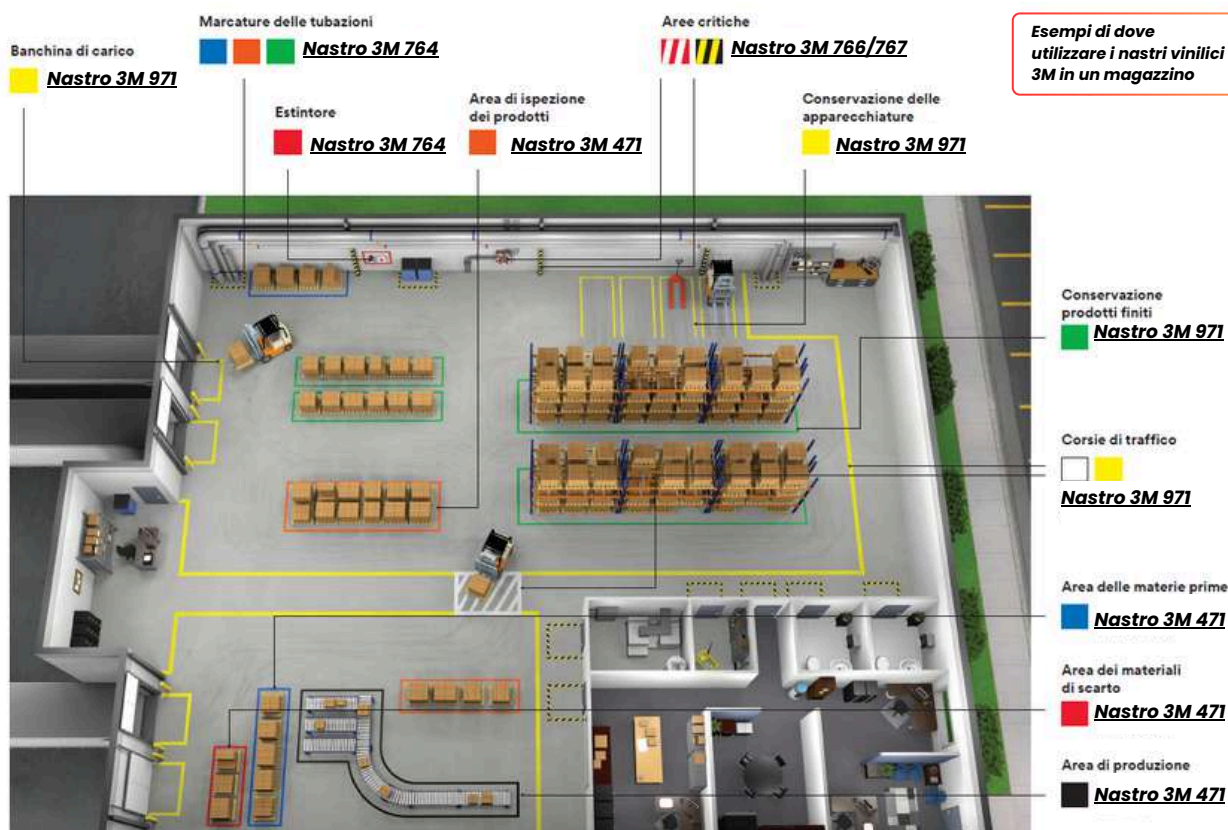 Marcature delle tubazioni
Nastro 3M 764
Aree critiche
Nastro 3M 766/767
Esempi di dove
utilizzare i nastri vinilici
3M in un magazzino
Banchina di carico
Nastro 3M 971
Estintore
Nastro 3M 764
Area di ispezione
dei prodotti
Nastro 3M 471
Conservazione delle
apparecchiature
Nastro 3M 971
Conservazione
prodotti finiti
Nastro 3M 971
Corsie di traffico
Nastro 3M 971
Area delle materie prime
Nastro 3M 471
Area dei materiali
di scarto
Nastro 3M 471
Area di produzione
Nastro 3M 471